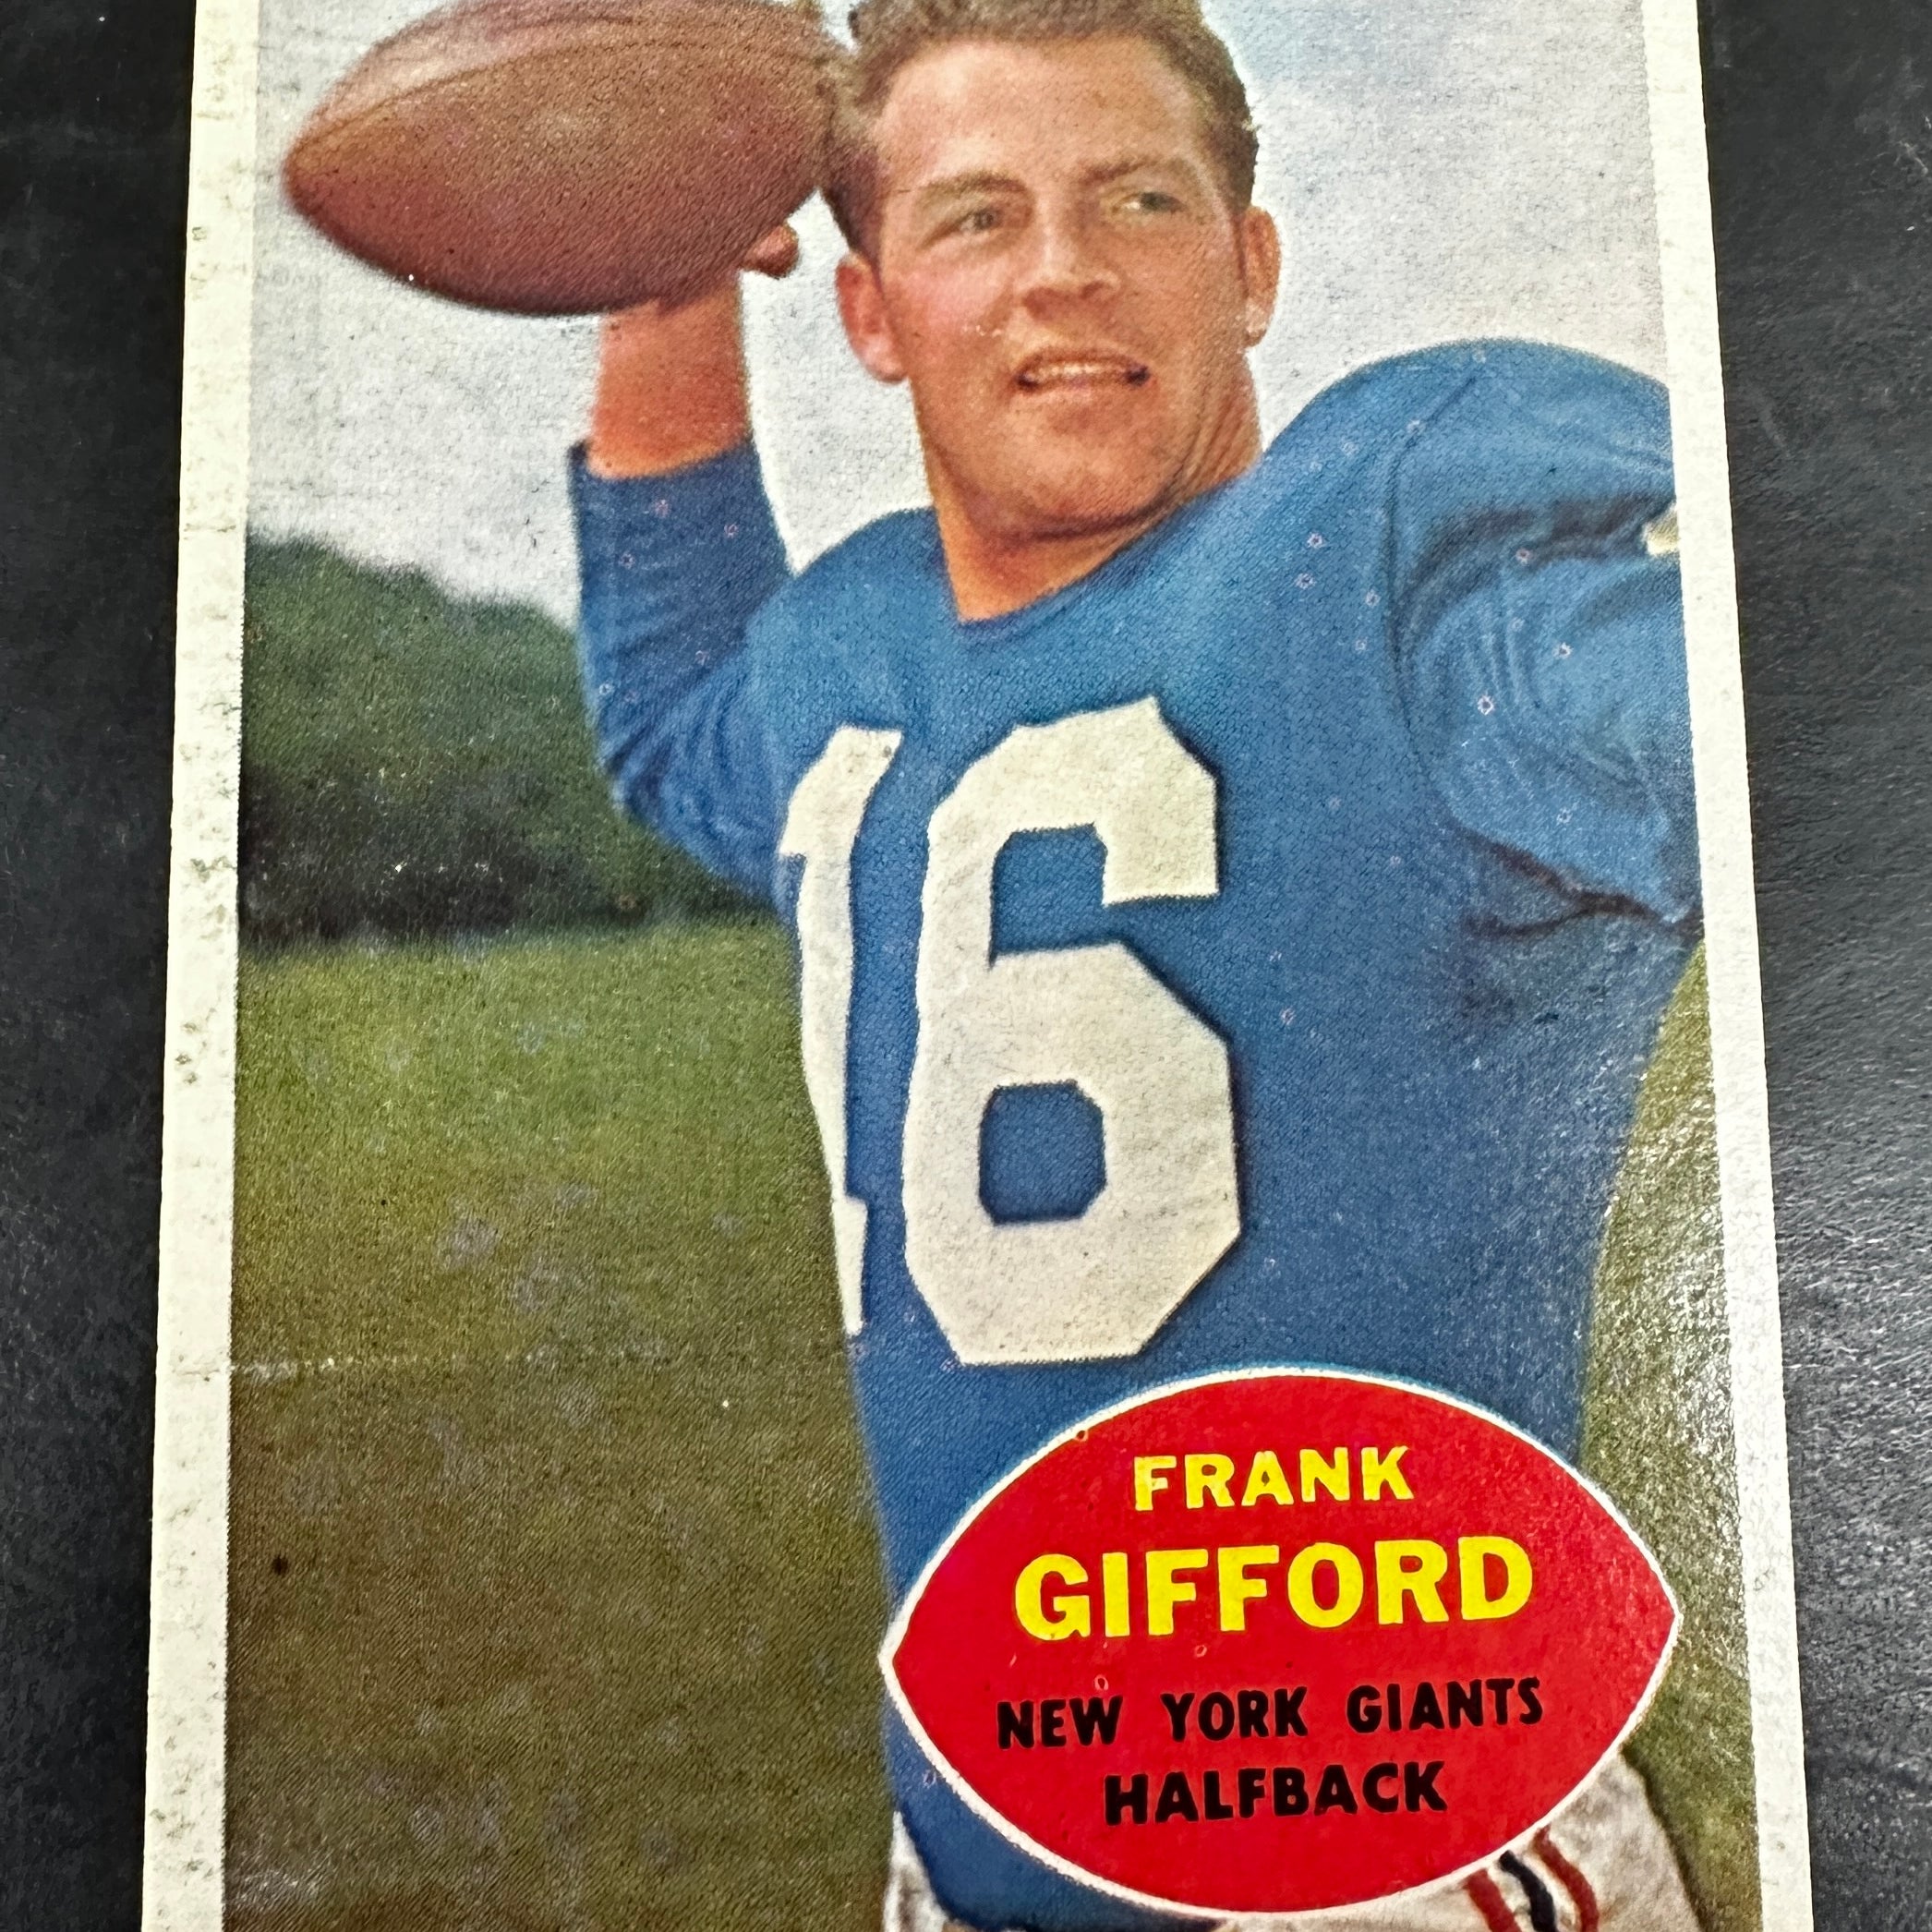 16
FRANK
GIFFORD
NEW YORK GIANTS
HALFBACK